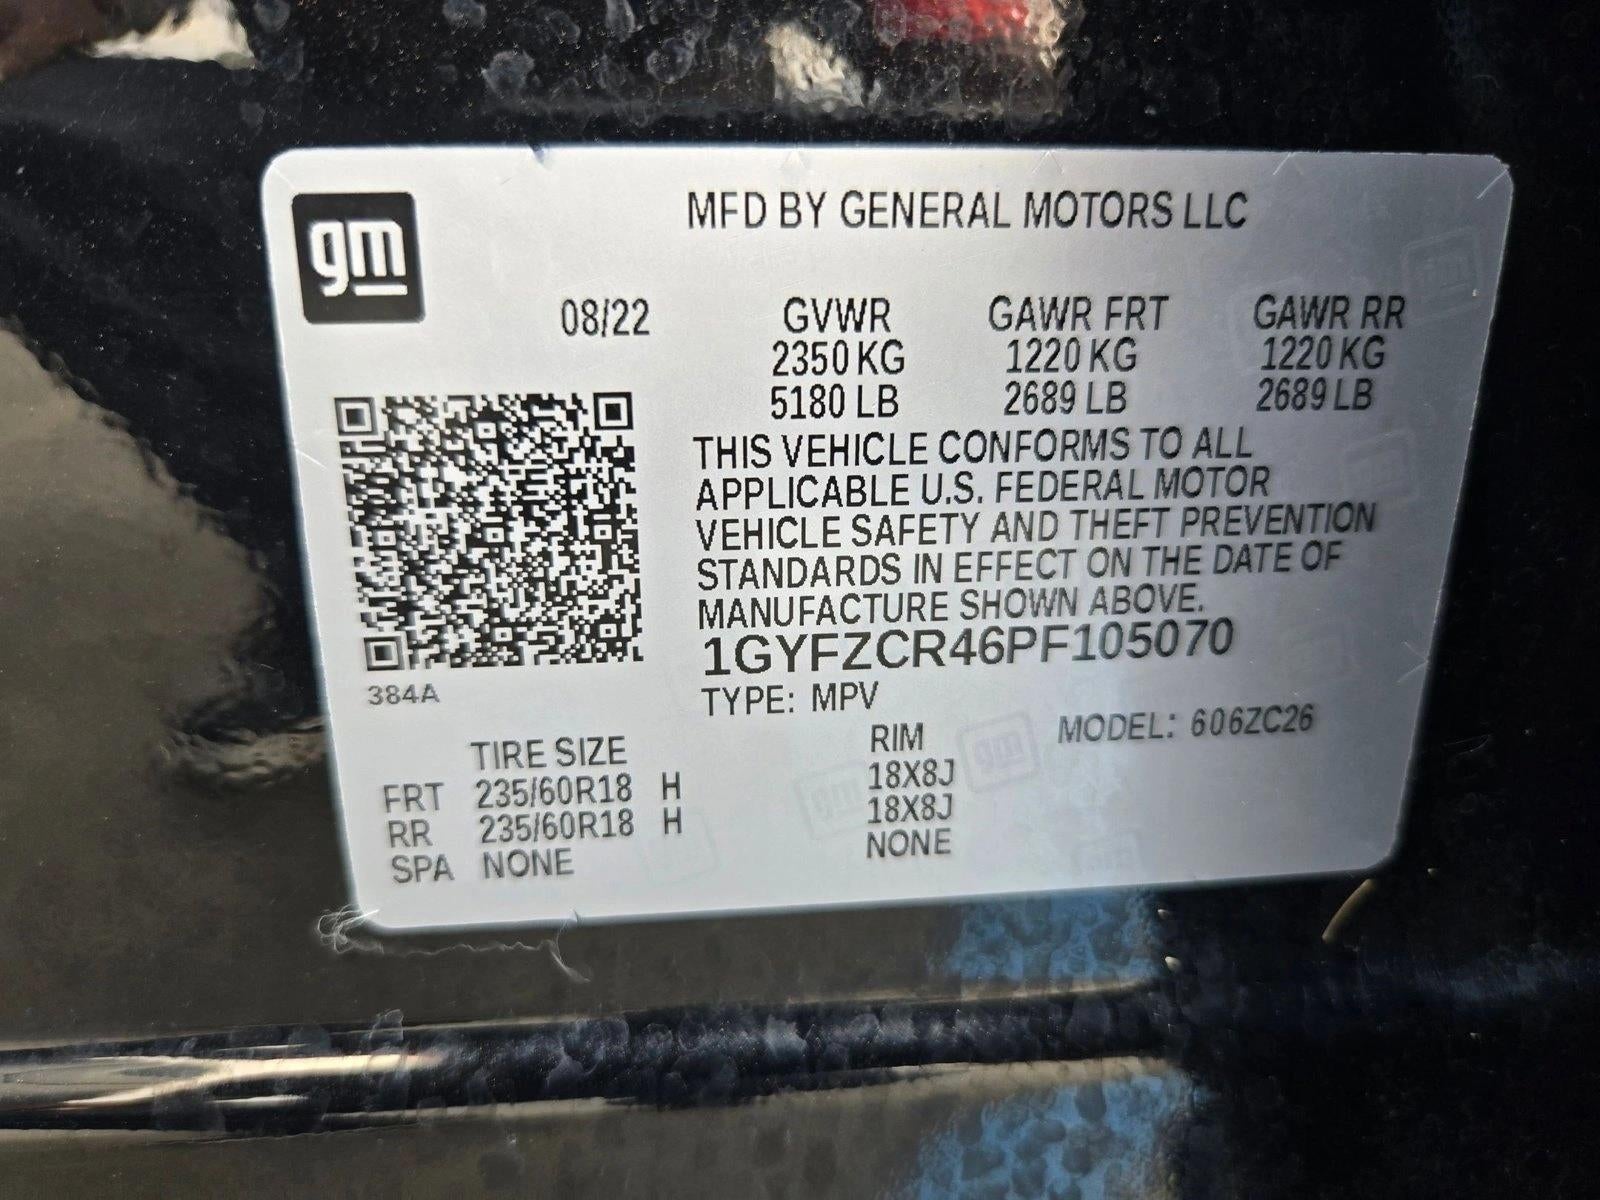 gm
MFD BY GENERAL MOTORS LLC
08/22 GVWR GAWR FRT GAWR RR
2350 KG 1220 KG 1220 KG
5180 LB 2689 LB 2689 LB
THIS VEHICLE CONFORMS TO ALL
APPLICABLE U.S. FEDERAL MOTOR
VEHICLE SAFETY AND THEFT PREVENTION
STANDARDS IN EFFECT ON THE DATE OF
MANUFACTURE SHOWN ABOVE.
1GYFZCR46PF105070
384A
TYPE: MPV
MODEL: 606ZC26
TIRE SIZE RIM
FRT 235/60R18 H 18X8J
RR 235/60R18 H 18X8J
SPA NONE NONE